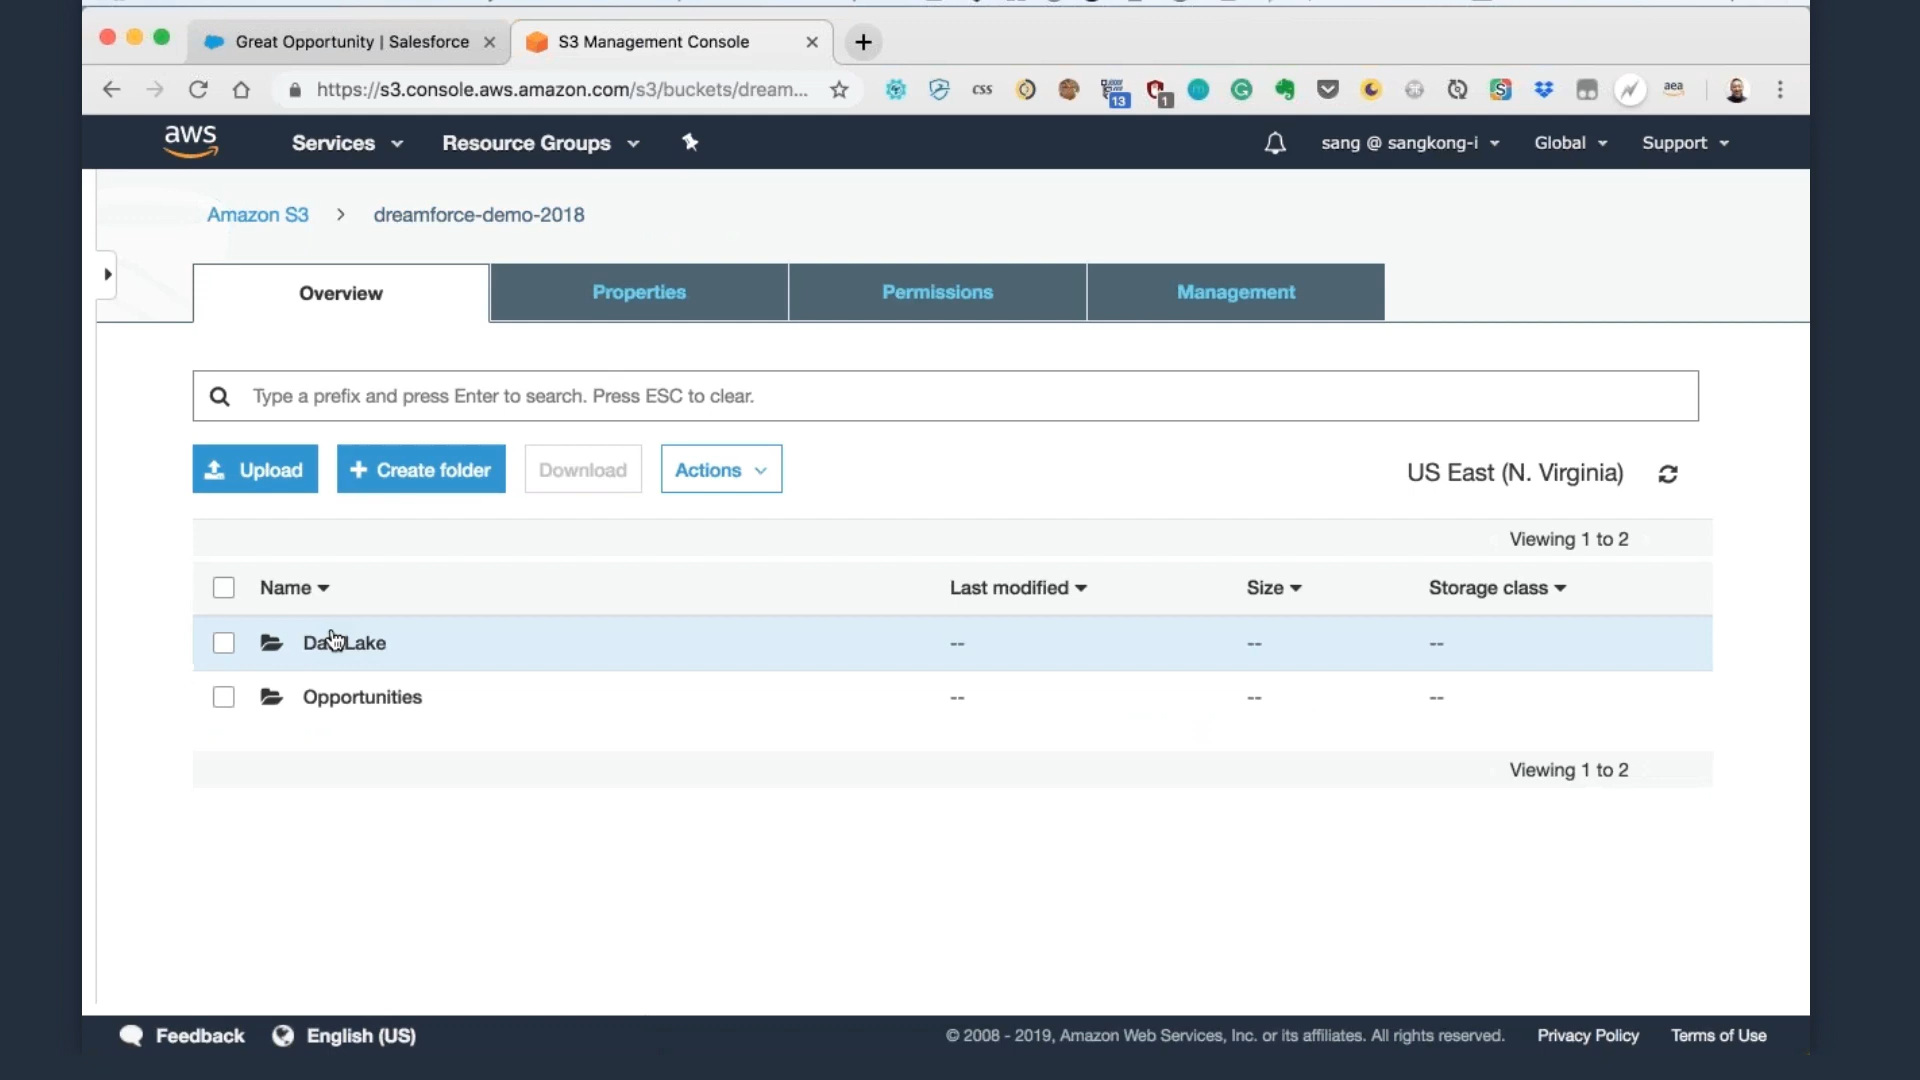 Great Opportunity | Salesforce
S3 Management Console
https://s3.console.aws.amazon.com/s3/buckets/dream...
css
13
1
aea
aws
Services
Resource Groups
sang @ sangkong-i
Global
Support
Amazon S3
dreamforce-demo-2018
Overview
Properties
Permissions
Management
Type a prefix and press Enter to search. Press ESC to clear.
Upload
Create folder
Download
Actions
US East (N. Virginia)
Viewing 1 to 2
Name
Last modified
Size
Storage class
DataLake
--
--
--
Opportunities
--
--
--
Viewing 1 to 2
Feedback
English (US)
© 2008 - 2019, Amazon Web Services, Inc. or its affiliates. All rights reserved.
Privacy Policy
Terms of Use